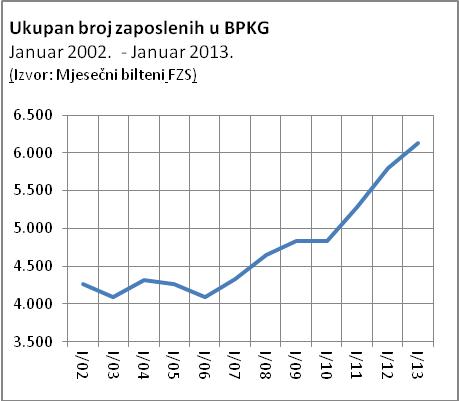 Ukupan broj zaposlenih u BPKG
Januar 2002.  - Januar 2013.
(Izvor: Mjesečni bilteni FZS)
6.500
6.000
5.500
5.000
4.500
4.000
3.500
I/02
I/03
I/04
I/05
I/06
I/07
I/08
I/09
I/10
I/11
I/12
I/13